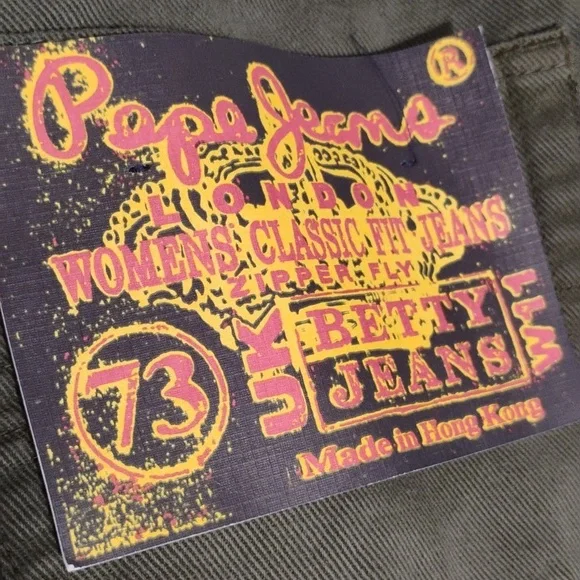 Pepe Jeans ®
LONDON
WOMENS CLASSIC FIT JEANS
ZIPPER FLY
73
UK
BETTY
JEANS
W11
Made in Hong Kong